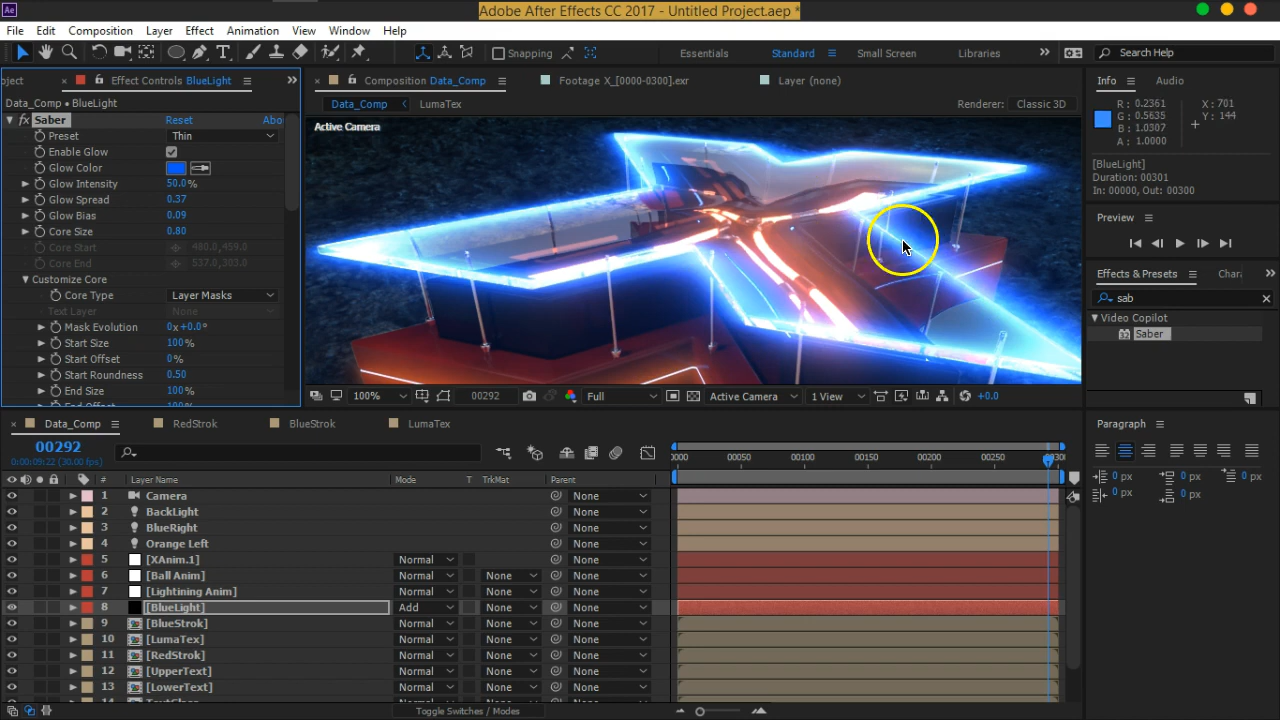 Adobe After Effects CC 2017 - Untitled Project.aep *
File Edit Composition Layer Effect Animation View Window Help
Snapping Essentials Standard Small Screen Libraries Search Help
oject Effect Controls BlueLight
Data_Comp • BlueLight
fx Saber Reset Abo
Preset Thin
Enable Glow
Glow Color
Glow Intensity 50.0 %
Glow Spread 0.37
Glow Bias 0.09
Core Size 0.80
Core Start 480.0,459.0
Core End 537.0,303.0
Customize Core
Core Type Layer Masks
Text Layer None
Mask Evolution 0x+0.0°
Start Size 100 %
Start Offset 0 %
Start Roundness 0.50
End Size 100 %
End Offset 100 %
Composition Data_Comp Footage X_[0000-0300].exr Layer (none)
Data_Comp LumaTex Renderer: Classic 3D
Active Camera
100% 00292 Full Active Camera 1 View +0.0
Info Audio
R : 0.2361 X : 701
G : 0.5635 Y : 144
B : 1.0307
A : 1.0000
[BlueLight]
Duration: 00301
In: 00000, Out: 00300
Preview
Effects & Presets Chara
sab
Video Copilot
Saber
Paragraph
0 px 0 px 0 px
0 px 0 px
Data_Comp RedStrok BlueStrok LumaTex
00292
0:00:09:22 (30.00 fps)
# Layer Name Mode T TrkMat Parent
0000 00050 00100 00150 00200 00250 0030
1 Camera None
2 BackLight None
3 BlueRight None
4 Orange Left None
5 [XAnim.1] Normal None
6 [Ball Anim] Normal None None
7 [Lightining Anim] Normal None None
8 [BlueLight] Add None None
9 [BlueStrok] Normal None None
10 [LumaTex] Normal None None
11 [RedStrok] Normal None None
12 [UpperText] Normal None None
13 [LowerText] Normal None None
Toggle Switches / Modes